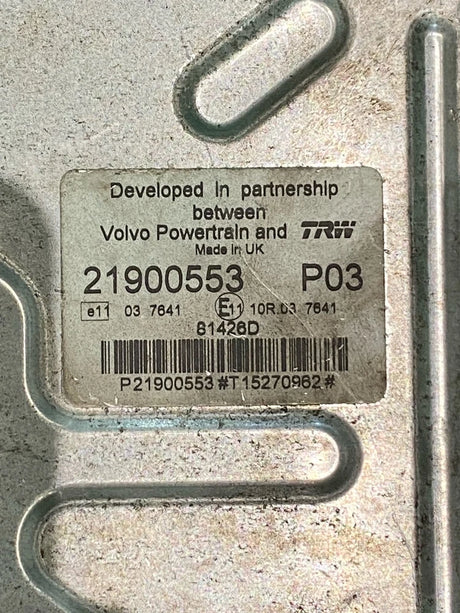 Developed in partnership
between
Volvo Powertrain and TRW
Made in UK
21900553 P03
e11 03 7641 E11 10R.03 7641
81426D
P21900553#T15270962#